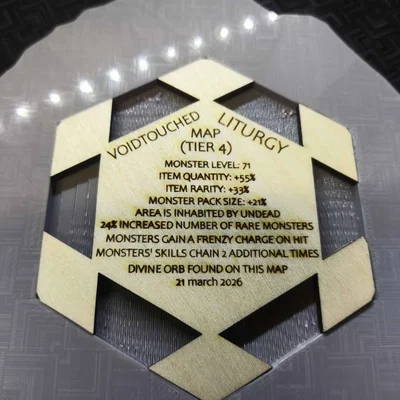 VOIDTOUCHED LITURGY
MAP
(TIER 4)
MONSTER LEVEL: 71
ITEM QUANTITY: +55%
ITEM RARITY: +33%
MONSTER PACK SIZE: +21%
AREA IS INHABITED BY UNDEAD
24% INCREASED NUMBER OF RARE MONSTERS
MONSTERS GAIN A FRENZY CHARGE ON HIT
MONSTERS' SKILLS CHAIN 2 ADDITIONAL TIMES
DIVINE ORB FOUND ON THIS MAP
21 march 2026